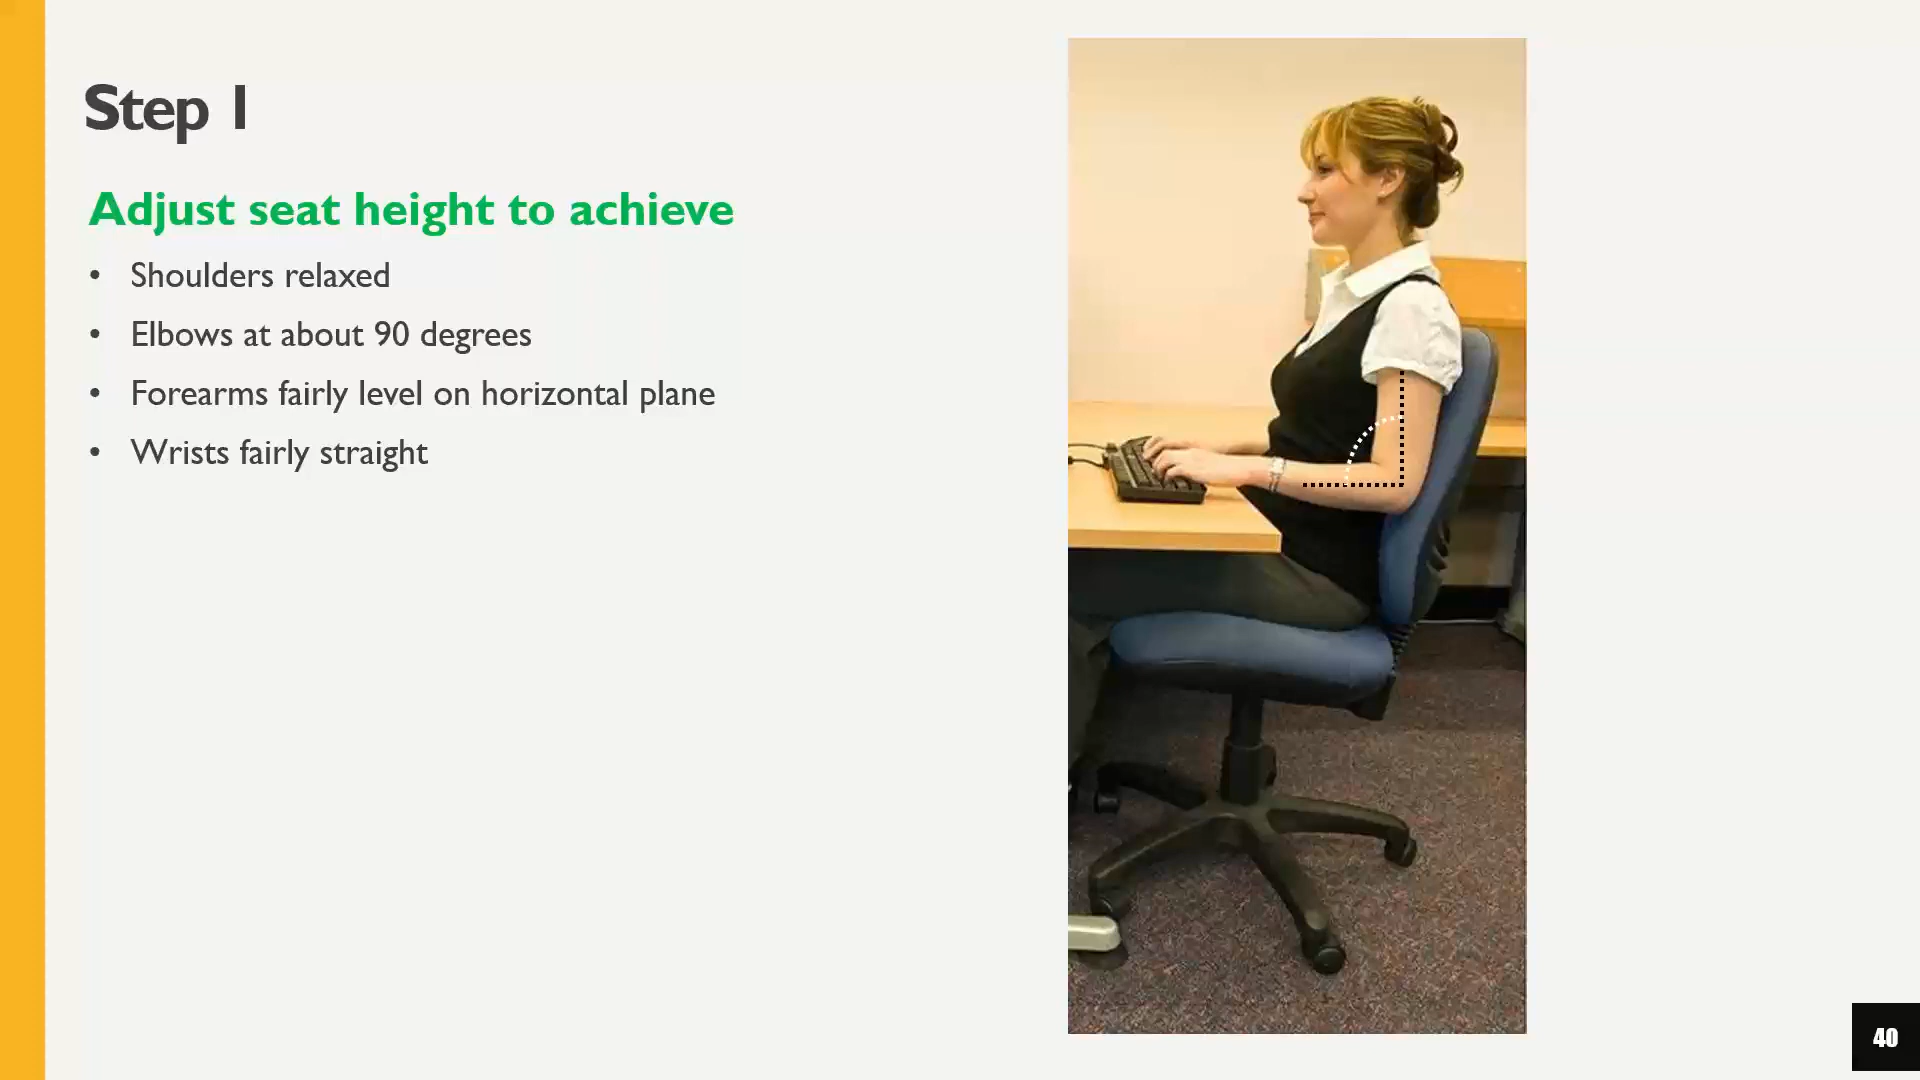 Step 1
Adjust seat height to achieve
• Shoulders relaxed
• Elbows at about 90 degrees
• Forearms fairly level on horizontal plane
• Wrists fairly straight
40